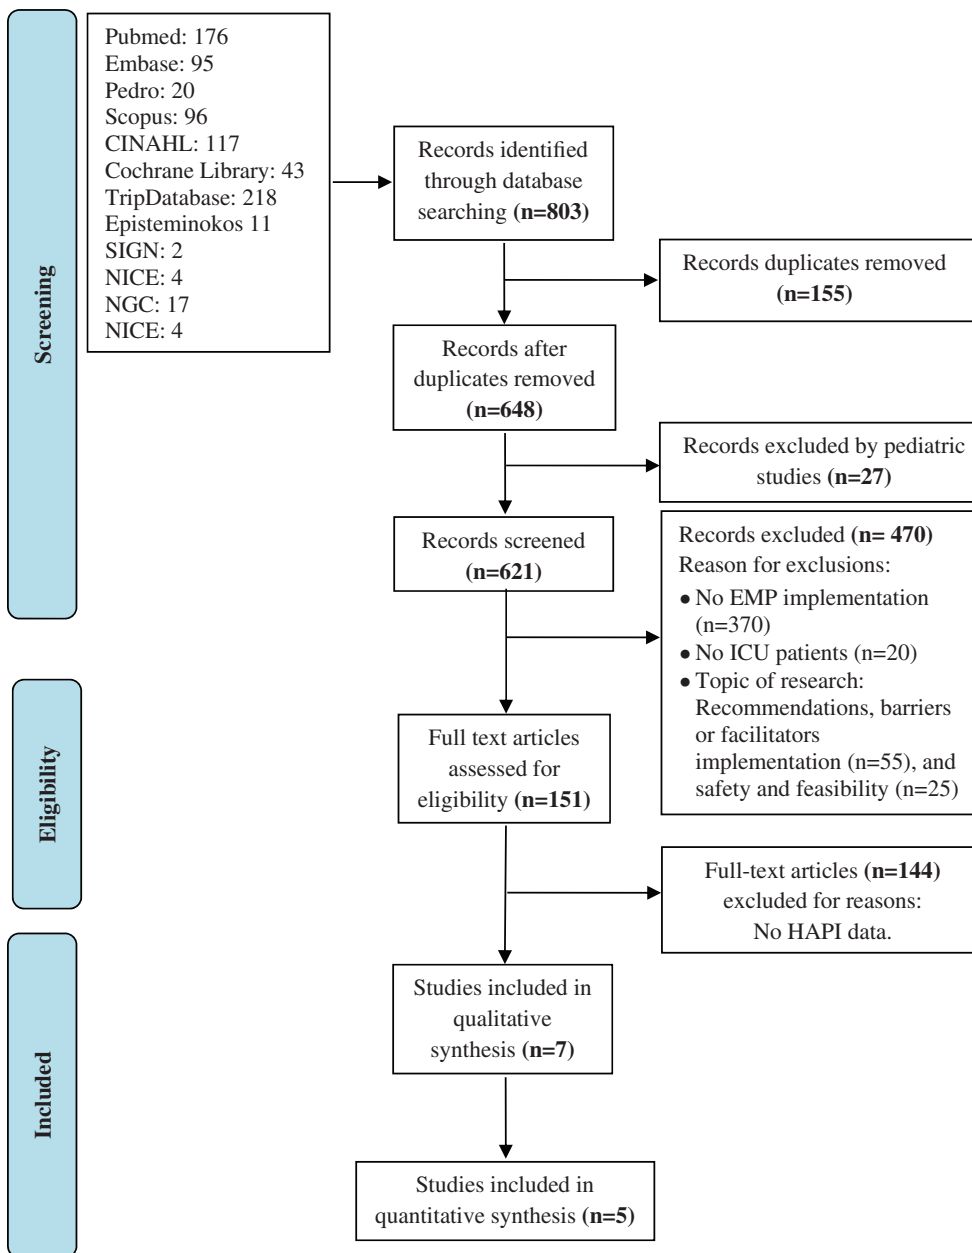 Screening
Pubmed: 176
Embase: 95
Pedro: 20
Scopus: 96
CINAHL: 117
Cochrane Library: 43
TripDatabase: 218
Episteminokos 11
SIGN: 2
NICE: 4
NGC: 17
NICE: 4
Records identified
through database
searching (n=803)
Records duplicates removed
(n=155)
Records after
duplicates removed
(n=648)
Records excluded by pediatric
studies (n=27)
Records screened
(n=621)
Records excluded (n= 470)
Reason for exclusions:
• No EMP implementation
(n=370)
• No ICU patients (n=20)
• Topic of research:
Recommendations, barriers
or facilitators
implementation (n=55), and
safety and feasibility (n=25)
Eligibility
Full text articles
assessed for
eligibility (n=151)
Full-text articles (n=144)
excluded for reasons:
No HAPI data.
Included
Studies included in
qualitative
synthesis (n=7)
Studies included in
quantitative synthesis (n=5)